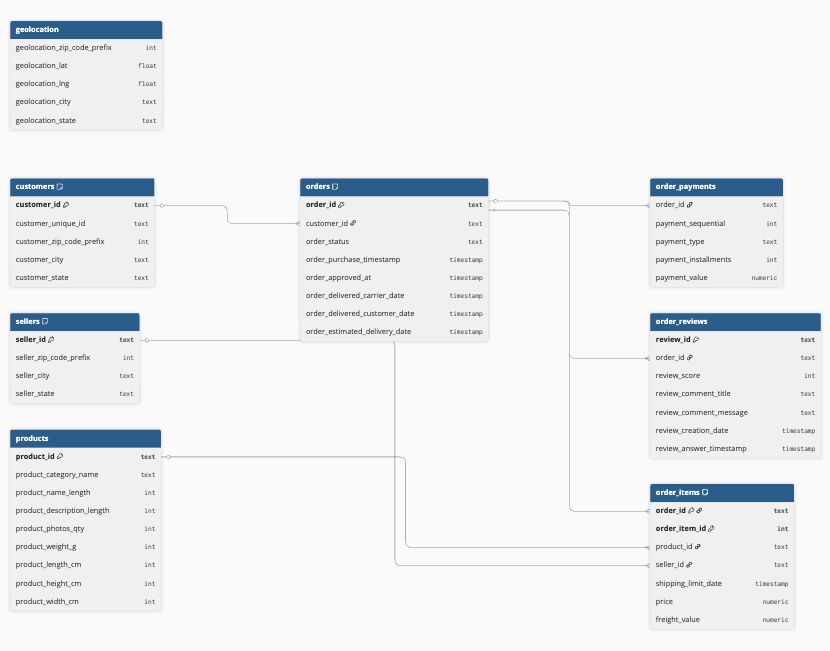 geolocation
geolocation_zip_code_prefix int
geolocation_lat float
geolocation_lng float
geolocation_city text
geolocation_state text
customers
customer_id text
customer_unique_id text
customer_zip_code_prefix int
customer_city text
customer_state text
orders
order_id text
customer_id text
order_status text
order_purchase_timestamp timestamp
order_approved_at timestamp
order_delivered_carrier_date timestamp
order_delivered_customer_date timestamp
order_estimated_delivery_date timestamp
order_payments
order_id text
payment_sequential int
payment_type text
payment_installments int
payment_value numeric
sellers
seller_id text
seller_zip_code_prefix int
seller_city text
seller_state text
order_reviews
review_id text
order_id text
review_score int
review_comment_title text
review_comment_message text
review_creation_date timestamp
review_answer_timestamp timestamp
products
product_id text
product_category_name text
product_name_length int
product_description_length int
product_photos_qty int
product_weight_g int
product_length_cm int
product_height_cm int
product_width_cm int
order_items
order_id text
order_item_id int
product_id text
seller_id text
shipping_limit_date timestamp
price numeric
freight_value numeric